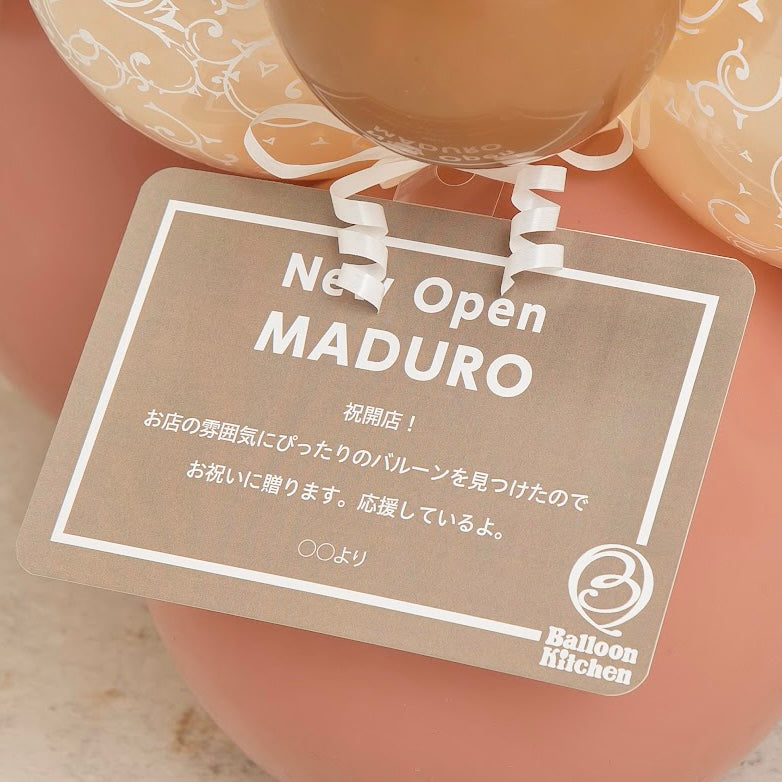 New Open
MADURO
祝開店！
お店の雰囲気にぴったりのバルーンを見つけたので
お祝いに贈ります。応援しているよ。
○○より
Balloon
Kitchen